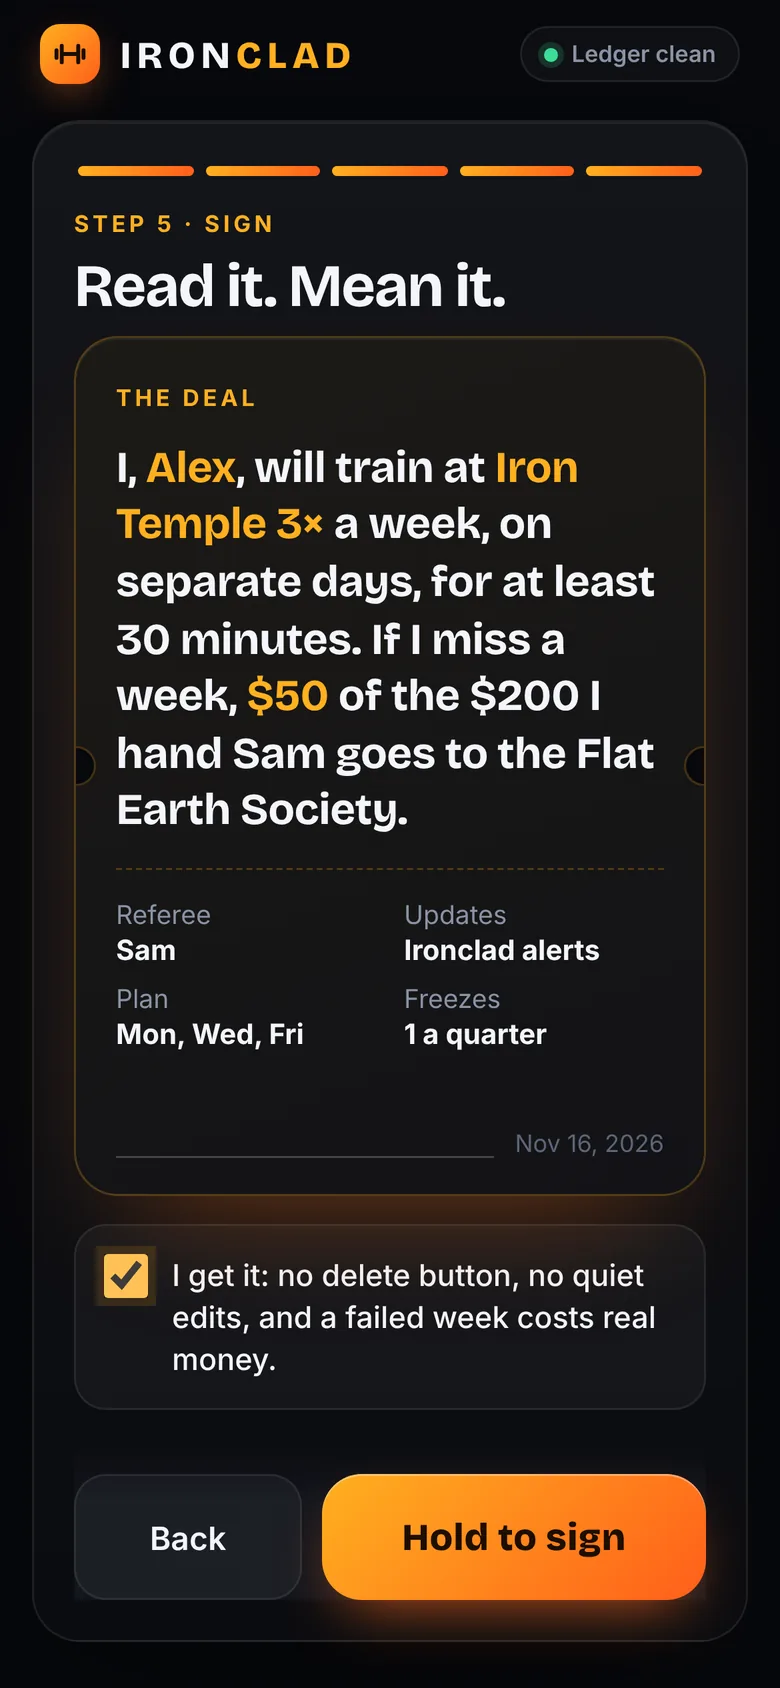 IRONCLAD
Ledger clean
STEP 5 · SIGN
Read it. Mean it.
THE DEAL
I, Alex, will train at Iron
Temple 3× a week, on
separate days, for at least
30 minutes. If I miss a
week, $50 of the $200 I
hand Sam goes to the Flat
Earth Society.
Referee
Sam
Updates
Ironclad alerts
Plan
Mon, Wed, Fri
Freezes
1 a quarter
Nov 16, 2026
I get it: no delete button, no quiet
edits, and a failed week costs real
money.
Back
Hold to sign